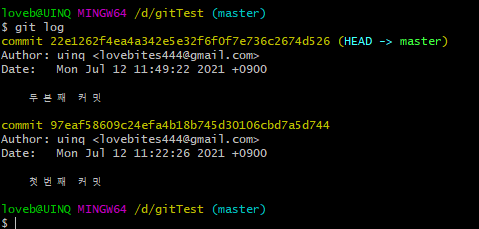 loveb@UINQ MINGW64 /d/gitTest (master)
$ git log
commit 22e1262f4ea4a342e5e32f6f0f7e736c2674d526 (HEAD -> master)
Author: uinq <lovebites444@gmail.com>
Date:   Mon Jul 12 11:49:22 2021 +0900
두번째 커밋
commit 97eaf58609c24efa4b18b745d30106cbd7a5d744
Author: uinq <lovebites444@gmail.com>
Date:   Mon Jul 12 11:22:26 2021 +0900
첫번째 커밋
loveb@UINQ MINGW64 /d/gitTest (master)
$